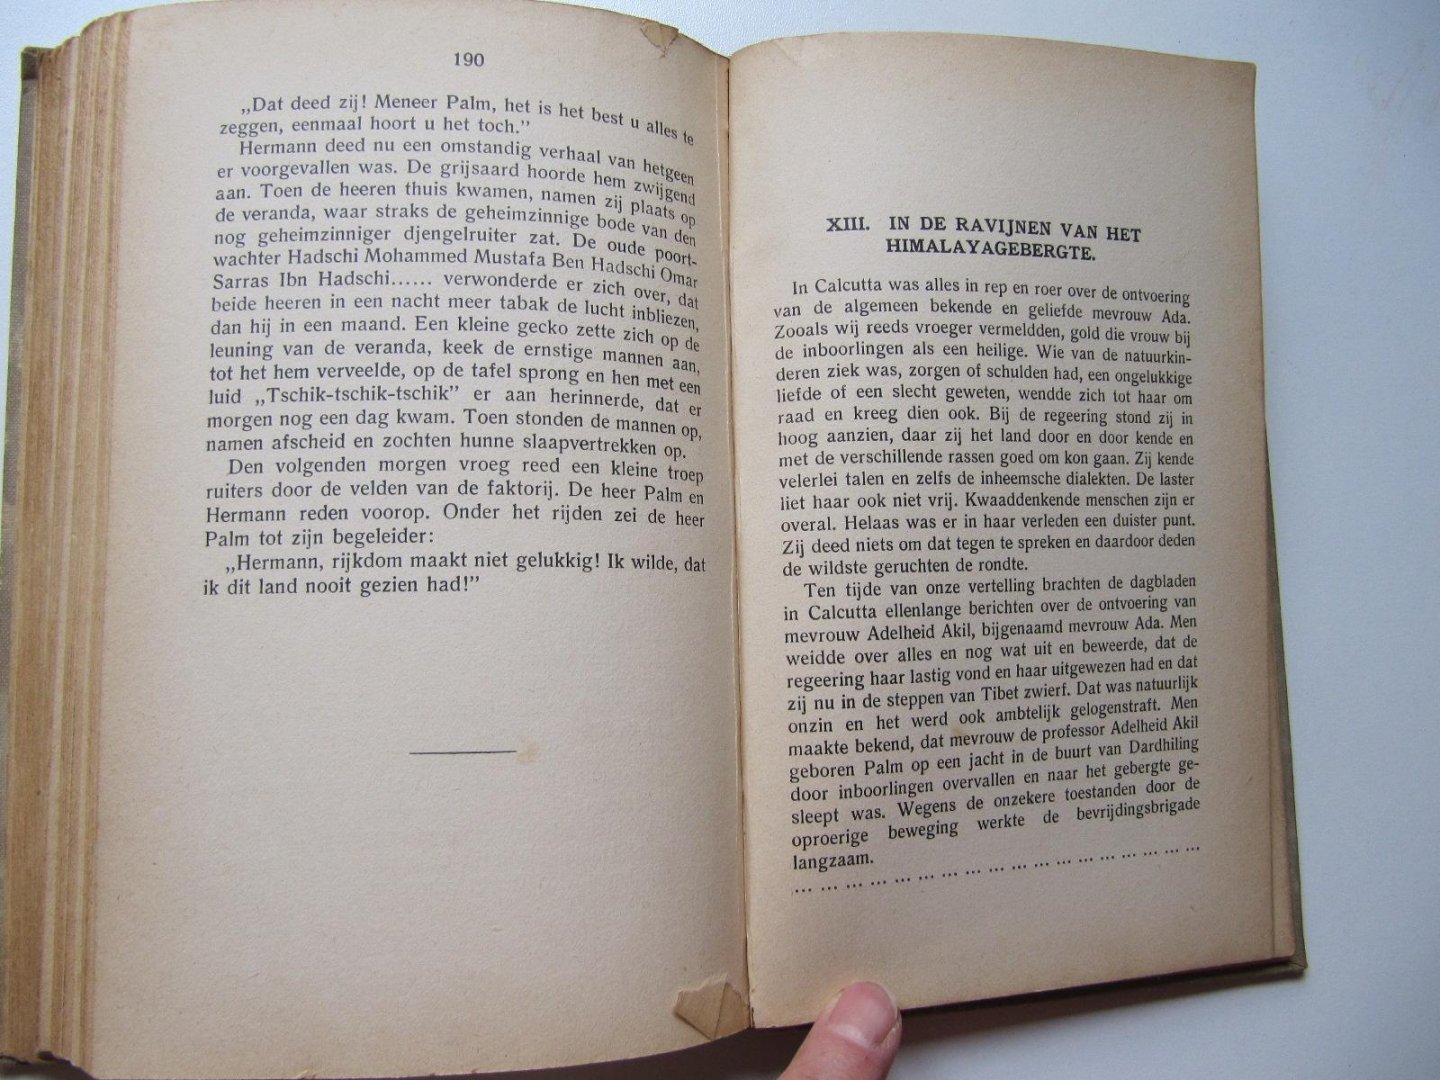 190
„Dat deed zij! Meneer Palm, het is het best u alles te
zeggen, eenmaal hoort u het toch.”
Hermann deed nu een omstandig verhaal van hetgeen
er voorgevallen was. De grijsaard hoorde hem zwijgend
aan. Toen de heeren thuis kwamen, namen zij plaats op
de veranda, waar straks de geheimzinnige bode van den
nog geheimzinniger djengelruiter zat. De oude poort-
wachter Hadschi Mohammed Mustafa Ben Hadschi Omar
Sarras Ibn Hadschi...... verwonderde er zich over, dat
beide heeren in een nacht meer tabak de lucht inbliezen,
dan hij in een maand. Een kleine gecko zette zich op de
leuning van de veranda, keek de ernstige mannen aan,
tot het hem verveelde, op de tafel sprong en hen met een
luid „Tschik-tschik-tschik” er aan herinnerde, dat er
morgen nog een dag kwam. Toen stonden de mannen op,
namen afscheid en zochten hunne slaapvertrekken op.
Den volgenden morgen vroeg reed een kleine troep
ruiters door de velden van de faktorij. De heer Palm en
Hermann reden voorop. Onder het rijden zei de heer
Palm tot zijn begeleider:
„Hermann, rijkdom maakt niet gelukkig! Ik wilde, dat
ik dit land nooit gezien had!”
XIII. IN DE RAVIJNEN VAN HET
HIMALAYAGEBERGTE.
In Calcutta was alles in rep en roer over de ontvoering
van de algemeen bekende en geliefde mevrouw Ada.
Zooals wij reeds vroeger vermeldden, gold die vrouw bij
de inboorlingen als een heilige. Wie van de natuurkin-
deren ziek was, zorgen of schulden had, een ongelukkige
liefde of een slecht geweten, wendde zich tot haar om
raad en kreeg dien ook. Bij de regeering stond zij in
hoog aanzien, daar zij het land door en door kende en
met de verschillende rassen goed om kon gaan. Zij kende
velerlei talen en zelfs de inheemsche dialekten. De laster
liet haar ook niet vrij. Kwaaddenkende menschen zijn er
overal. Helaas was er in haar verleden een duister punt.
Zij deed niets om dat tegen te spreken en daardoor deden
de wildste geruchten de rondte.
Ten tijde van onze vertelling brachten de dagbladen
in Calcutta ellenlange berichten over de ontvoering van
mevrouw Adelheid Akil, bijgenaamd mevrouw Ada. Men
weidde over alles en nog wat uit en beweerde, dat de
regeering haar lastig vond en haar uitgewezen had en dat
zij nu in de steppen van Tibet zwierf. Dat was natuurlijk
onzin en het werd ook ambtelijk gelogenstraft. Men
maakte bekend, dat mevrouw de professor Adelheid Akil
geboren Palm op een jacht in de buurt van Dardhiling
door inboorlingen overvallen en naar het gebergte ge-
sleept was. Wegens de onzekere toestanden door de
oproerige beweging werkte de bevrijdingsbrigade
langzaam.
... ... ... ... ... ... ... ... ... ... ... ... ... ... ... ... ...